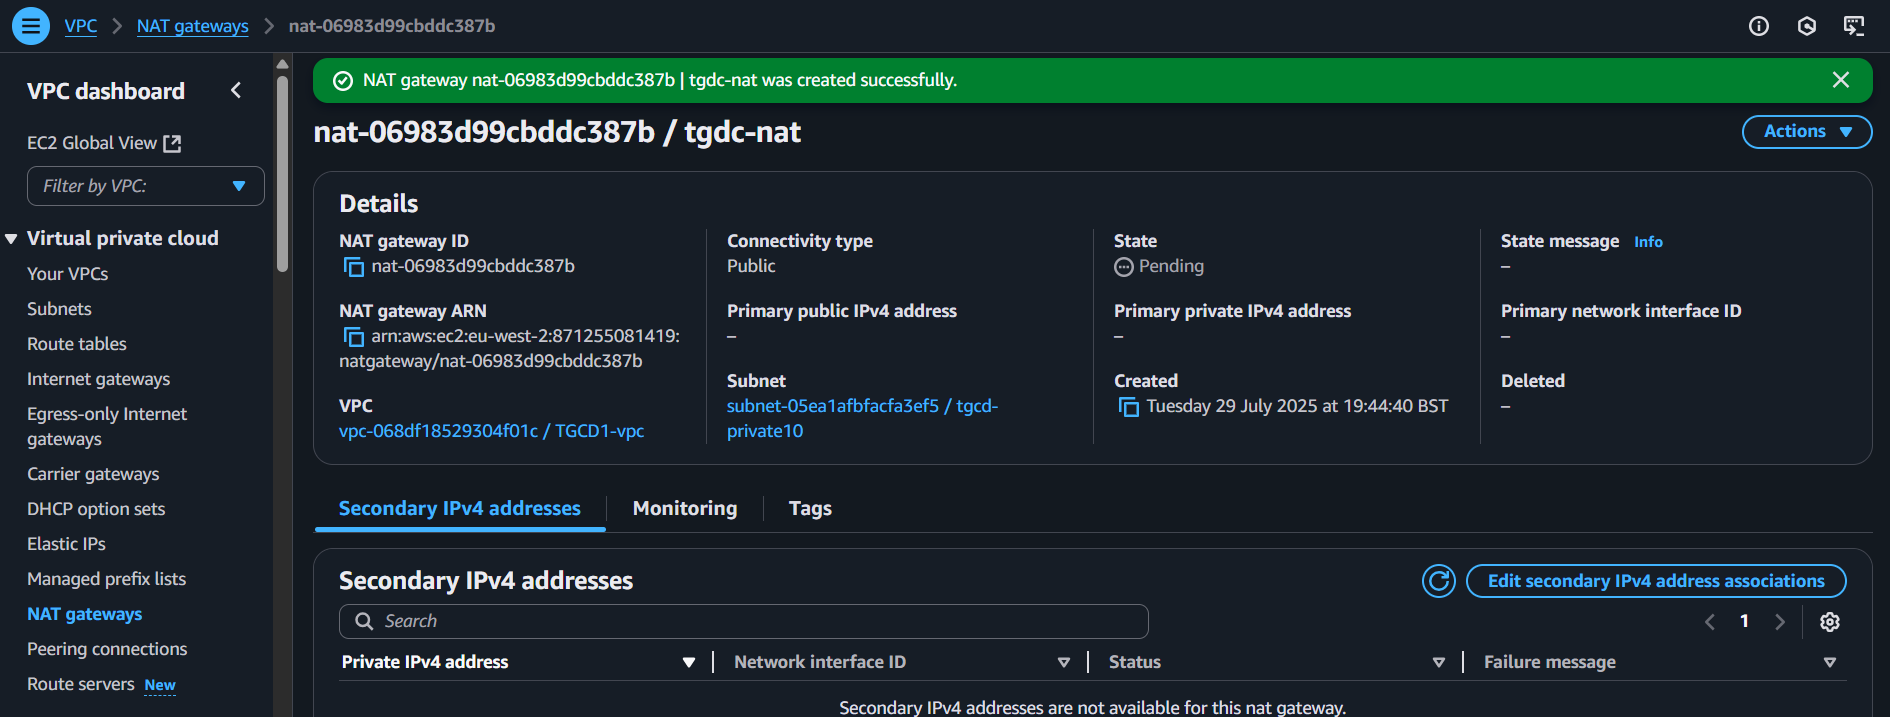 VPC
NAT gateways
nat-06983d99cbddc387b
VPC dashboard
EC2 Global View
Filter by VPC:
Virtual private cloud
Your VPCs
Subnets
Route tables
Internet gateways
Egress-only Internet
gateways
Carrier gateways
DHCP option sets
Elastic IPs
Managed prefix lists
NAT gateways
Peering connections
Route servers New
NAT gateway nat-06983d99cbddc387b | tgdc-nat was created successfully.
nat-06983d99cbddc387b / tgdc-nat
Actions
Details
NAT gateway ID
nat-06983d99cbddc387b
NAT gateway ARN
arn:aws:ec2:eu-west-2:871255081419:
natgateway/nat-06983d99cbddc387b
VPC
vpc-068df18529304f01c / TGCD1-vpc
Connectivity type
Public
Primary public IPv4 address
–
Subnet
subnet-05ea1afbfacfa3ef5 / tgcd-
private10
State
Pending
Primary private IPv4 address
–
Created
Tuesday 29 July 2025 at 19:44:40 BST
State message Info
–
Primary network interface ID
–
Deleted
–
Secondary IPv4 addresses
Monitoring
Tags
Secondary IPv4 addresses
Edit secondary IPv4 address associations
Search
1
Private IPv4 address
Network interface ID
Status
Failure message
Secondary IPv4 addresses are not available for this nat gateway.